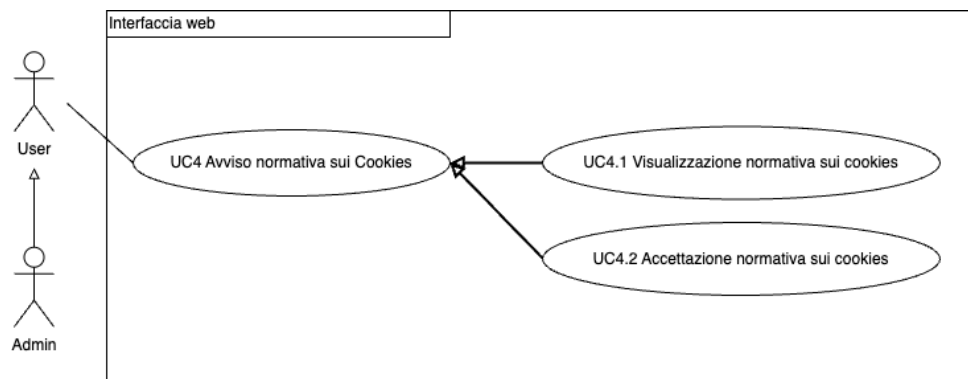 Interfaccia web
User
UC4 Avviso normativa sui Cookies
UC4.1 Visualizzazione normativa sui cookies
UC4.2 Accettazione normativa sui cookies
Admin